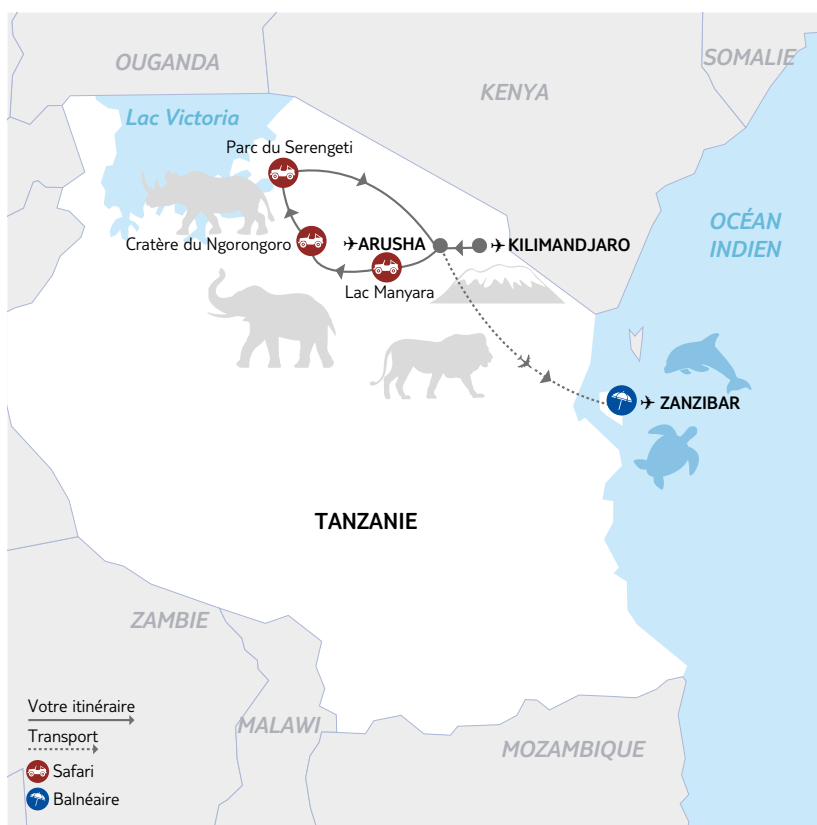 OUGANDA
SOMALIE
KENYA
Lac Victoria
Parc du Serengeti
OCÉAN
INDIEN
Cratère du Ngorongoro
ARUSHA
KILIMANDJARO
Lac Manyara
ZANZIBAR
TANZANIE
ZAMBIE
Votre itinéraire
Transport
MALAWI
MOZAMBIQUE
Safari
Balnéaire